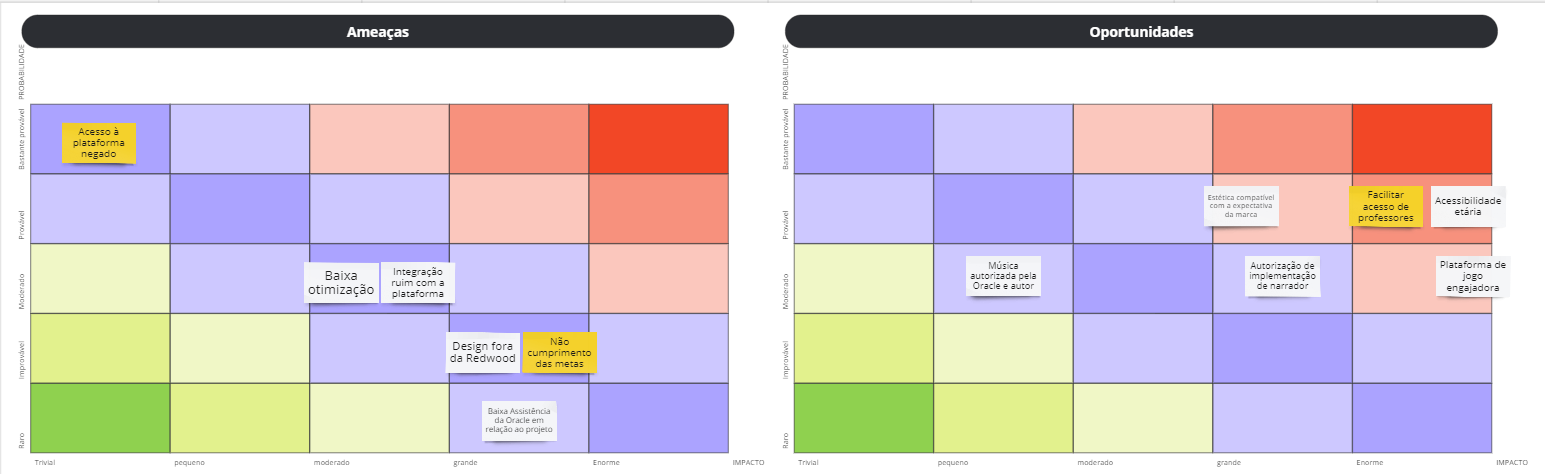 Ameaças
PROBABILIDADE
Bastante provável
Provável
Moderado
Improvável
Raro
Acesso à
plataforma
negado
Baixa
otimização
Integração
ruim com a
plataforma
Design fora
da Redwood
Não
cumprimento
das metas
Baixa Assistência
da Oracle em
relação ao projeto
Trivial
pequeno
moderado
grande
Enorme
IMPACTO
Oportunidades
PROBABILIDADE
Bastante provável
Provável
Moderado
Improvável
Raro
Estética compatível
com a expectativa
da marca
Facilitar
acesso de
professores
Acessibilidade
etária
Música
autorizada pela
Oracle e autor
Autorização de
implementação
de narrador
Plataforma de
jogo
engajadora
Trivial
pequeno
moderado
grande
Enorme
IMPACTO